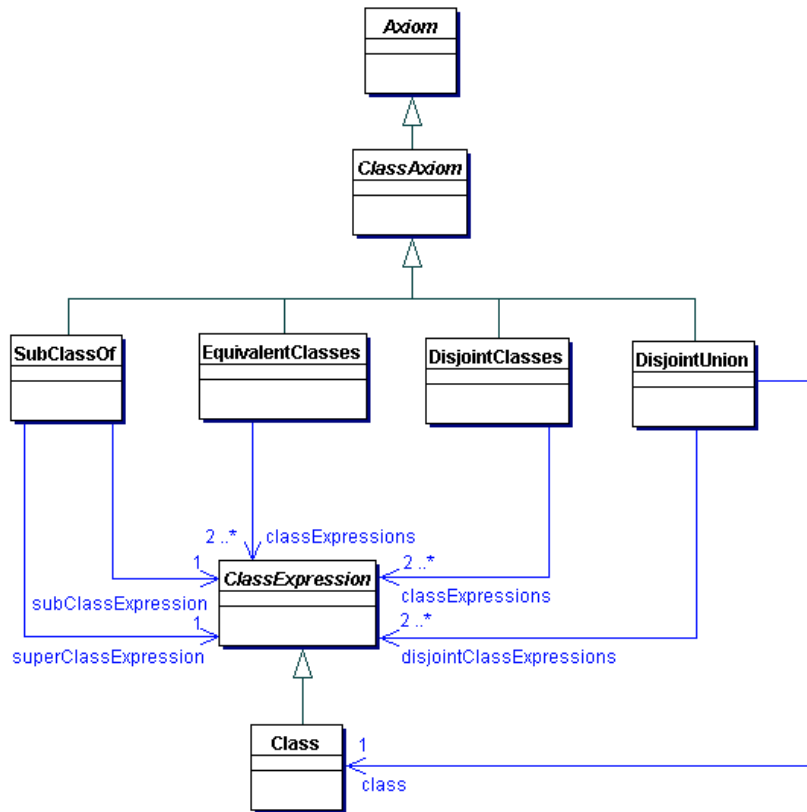 Axiom
ClassAxiom
SubClassOf
EquivalentClasses
DisjointClasses
DisjointUnion
2 ..* classExpressions
1
subClassExpression
ClassExpression
2 ..*
classExpressions
1
superClassExpression
2 ..*
disjointClassExpressions
Class
1
class